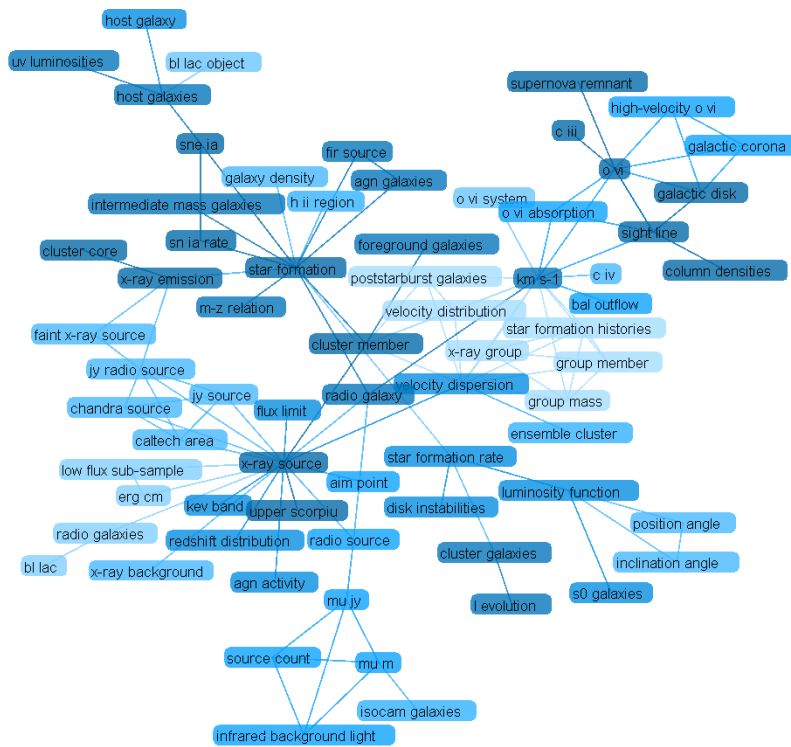 host galaxy
uv luminosities
bl lac object
host galaxies
supernova remnant
high-velocity o vi
c iii
galactic corona
sne ia
fir source
o vi
galaxy density
agn galaxies
galactic disk
intermediate mass galaxies
h ii region
o vi system
o vi absorption
sight line
sn ia rate
foreground galaxies
cluster core
star formation
column densities
x-ray emission
poststarburst galaxies
km s-1
c iv
m-z relation
velocity distribution
bal outflow
star formation histories
faint x-ray source
cluster member
x-ray group
group member
jy radio source
velocity dispersion
jy source
radio galaxy
group mass
chandra source
flux limit
caltech area
ensemble cluster
low flux sub-sample
x-ray source
star formation rate
erg cm
aim point
luminosity function
kev band
upper scorpiu
disk instabilities
position angle
radio galaxies
redshift distribution
radio source
cluster galaxies
inclination angle
bl lac
x-ray background
agn activity
s0 galaxies
l evolution
mu jy
source count
mu m
isocam galaxies
infrared background light